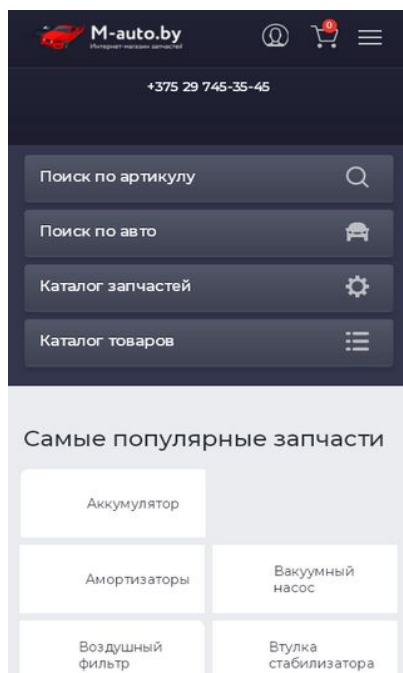 M-auto.by
Интернет-магазин запчастей
0
+375 29 745-35-45
Поиск по артикулу
Поиск по авто
Каталог запчастей
Каталог товаров
Самые популярные запчасти
Аккумулятор
Амортизаторы
Вакуумный
насос
Воздушный
фильтр
Втулка
стабилизатора